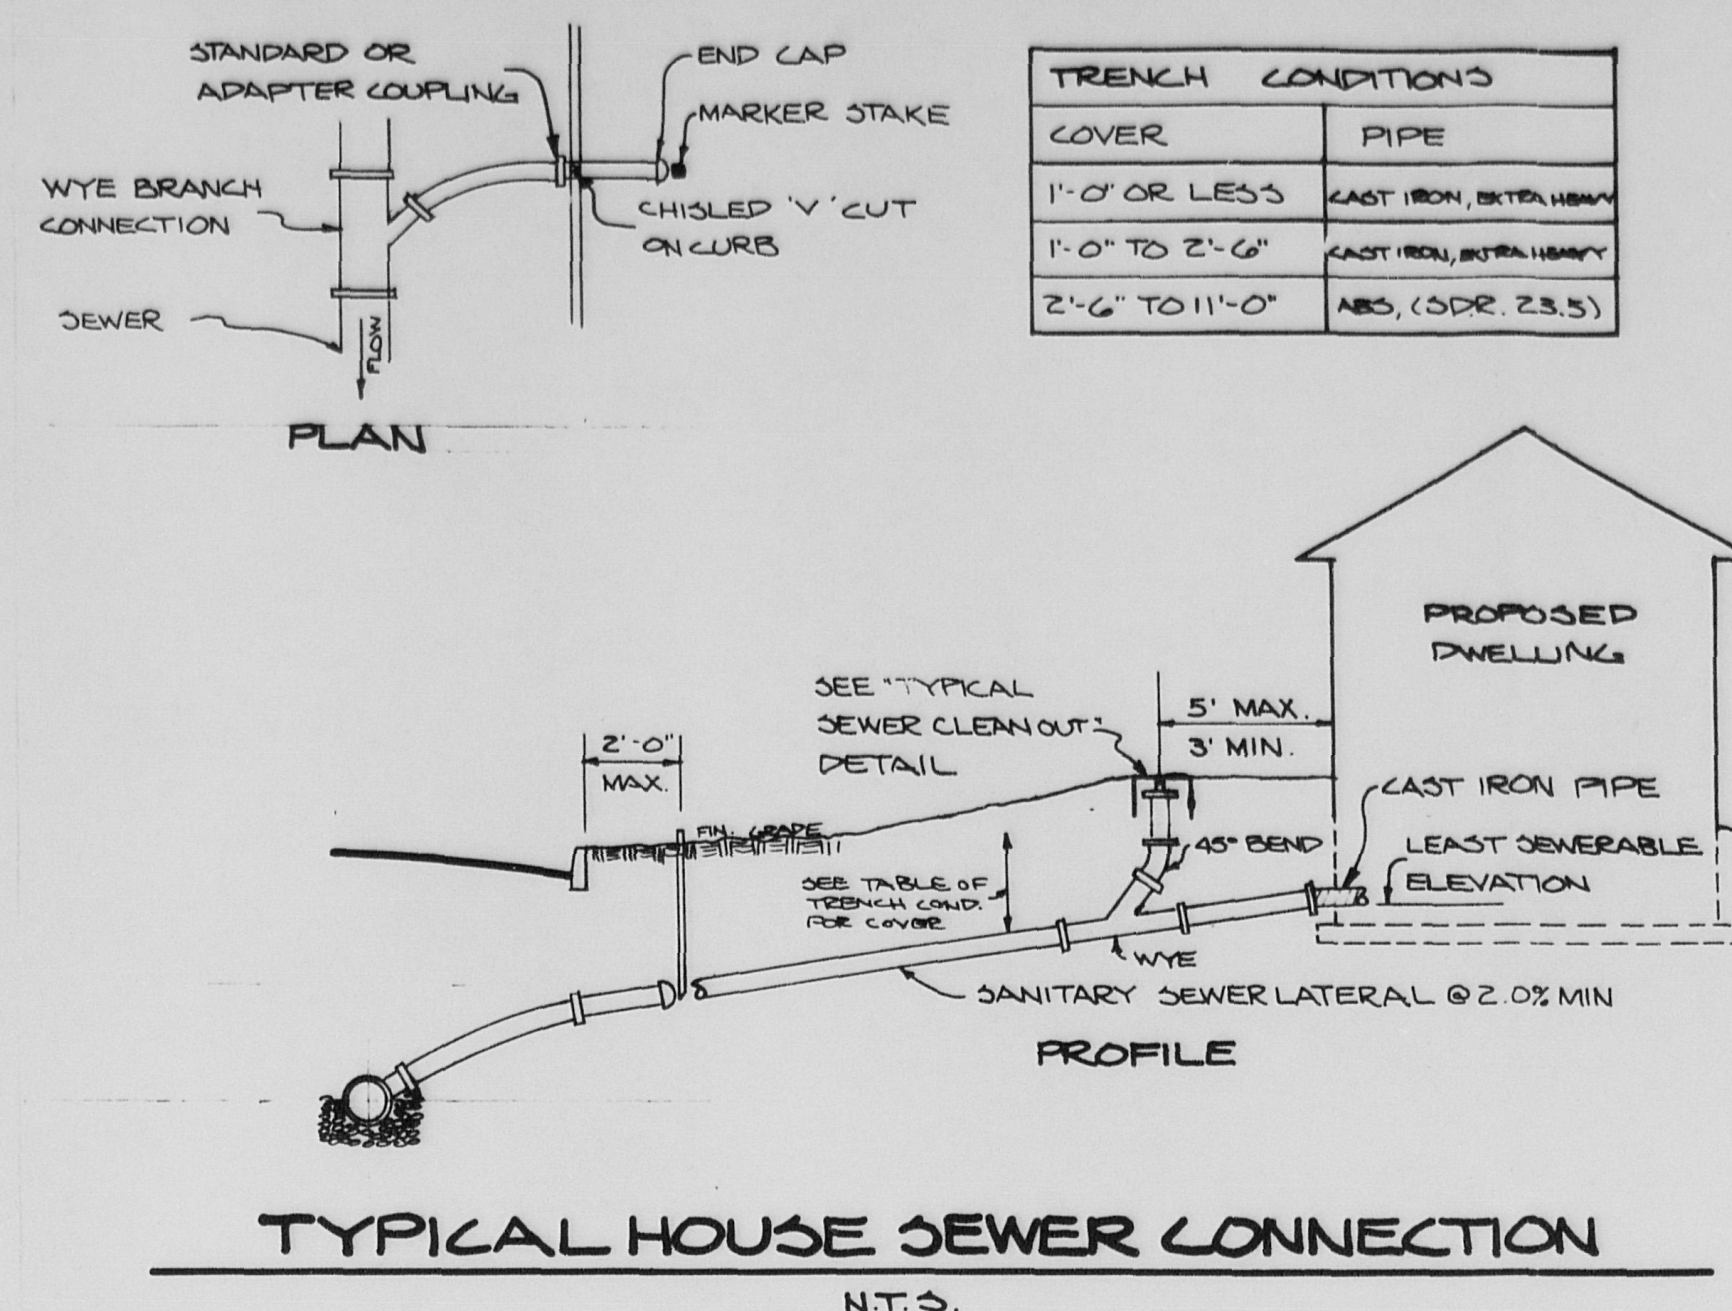 STANDARD OR
ADAPTER COUPLING
END CAP
MARKER STAKE
WYE BRANCH
CONNECTION
CHISLED 'V' CUT
ON CURB
SEWER
FLOW
PLAN
TRENCH CONDITIONS
COVER PIPE
1'-0" OR LESS CAST IRON, EXTRA HEAVY
1'-0" TO 2'-6" CAST IRON, EXTRA HEAVY
2'-6" TO 11'-0" ABS, (SDR. 23.5)
PROPOSED
DWELLING
SEE "TYPICAL
SEWER CLEAN OUT"
DETAIL
5' MAX.
3' MIN.
2'-0"
MAX.
FIN. GRADE
CAST IRON PIPE
45° BEND
LEAST SEWERABLE
ELEVATION
SEE TABLE OF
TRENCH COND.
FOR COVER
WYE
SANITARY SEWER LATERAL @ 2.0% MIN
PROFILE
TYPICAL HOUSE SEWER CONNECTION
N.T.S.